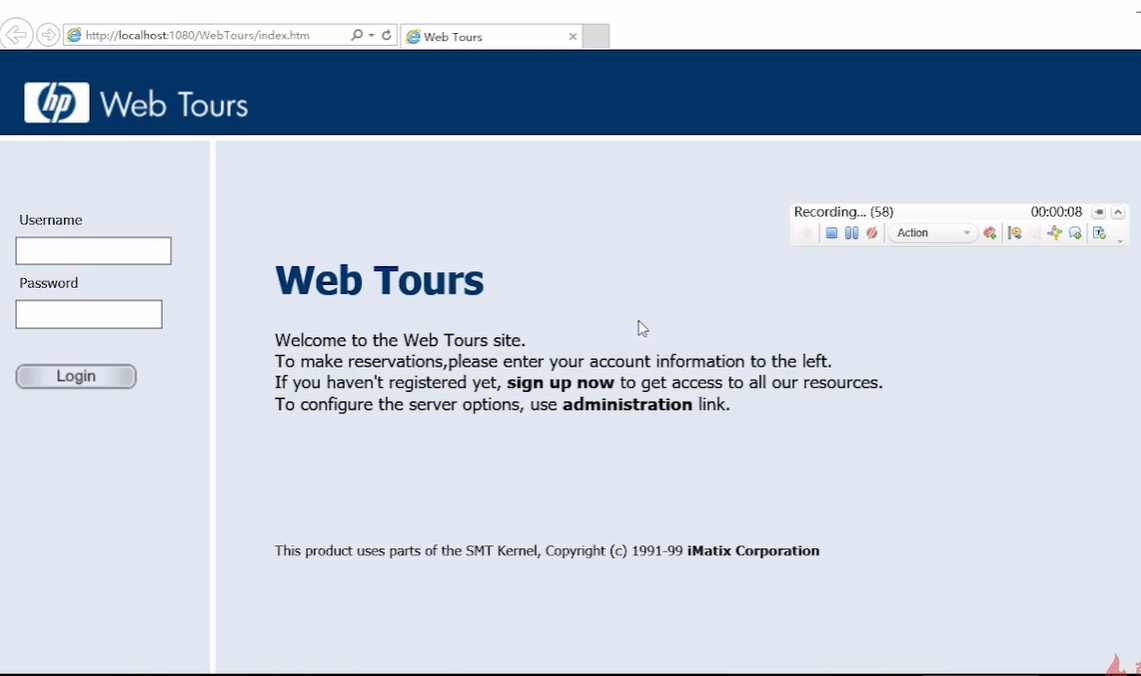 http://localhost:1080/WebTours/index.htm
Web Tours
hp Web Tours
Username
Password
Login
Recording... (58) 00:00:08
Action
Web Tours
Welcome to the Web Tours site.
To make reservations,please enter your account information to the left.
If you haven't registered yet, sign up now to get access to all our resources.
To configure the server options, use administration link.
This product uses parts of the SMT Kernel, Copyright (c) 1991-99 iMatix Corporation